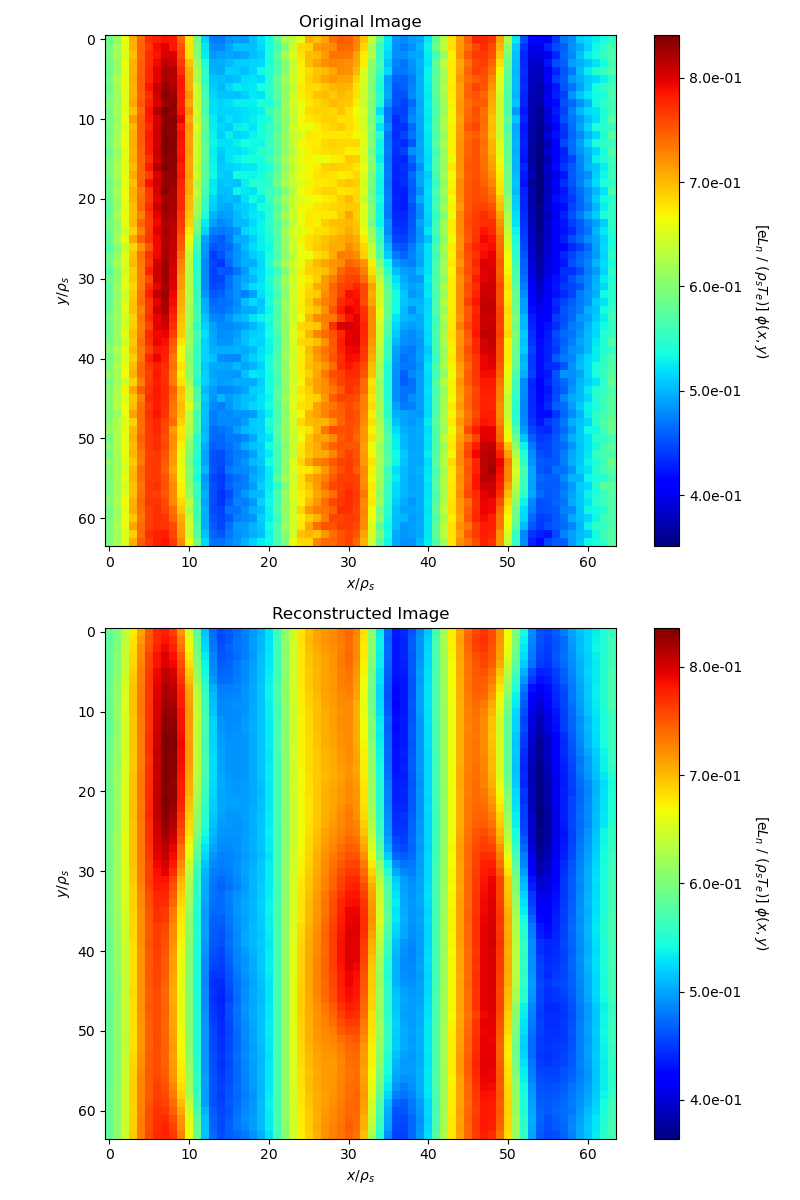 Original Image
0
10
20
30
40
50
60
y/ρₛ
0 10 20 30 40 50 60
x/ρₛ
8.0e-01
7.0e-01
6.0e-01
5.0e-01
4.0e-01
[eLₙ / (ρₛTₑ)] ϕ(x, y)
Reconstructed Image
0
10
20
30
40
50
60
y/ρₛ
0 10 20 30 40 50 60
x/ρₛ
8.0e-01
7.0e-01
6.0e-01
5.0e-01
4.0e-01
[eLₙ / (ρₛTₑ)] ϕ(x, y)